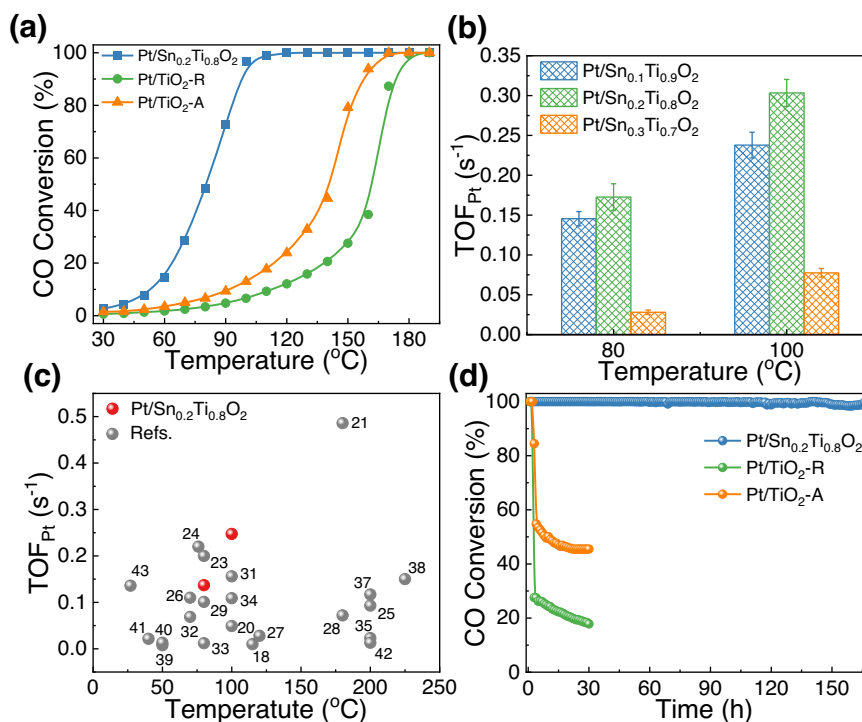 (a)
CO Conversion (%)
100
80
60
40
20
0
Pt/Sn0.2Ti0.8O2
Pt/TiO2-R
Pt/TiO2-A
30 60 90 120 150 180
Temperature (oC)
(b)
TOFPt (s-1)
0.35
0.30
0.25
0.20
0.15
0.10
0.05
0.00
Pt/Sn0.1Ti0.9O2
Pt/Sn0.2Ti0.8O2
Pt/Sn0.3Ti0.7O2
80 100
Temperature (oC)
(c)
TOFPt (s-1)
0.5
0.4
0.3
0.2
0.1
0.0
Pt/Sn0.2Ti0.8O2
Refs.
21
24
23
43
31
38
26
29
34
37
25
41
40
32
20
27
28
35
39
33
18
42
0 50 100 150 200 250
Temperatute (oC)
(d)
CO Conversion (%)
100
80
60
40
20
0
Pt/Sn0.2Ti0.8O2
Pt/TiO2-R
Pt/TiO2-A
0 30 60 90 120 150
Time (h)